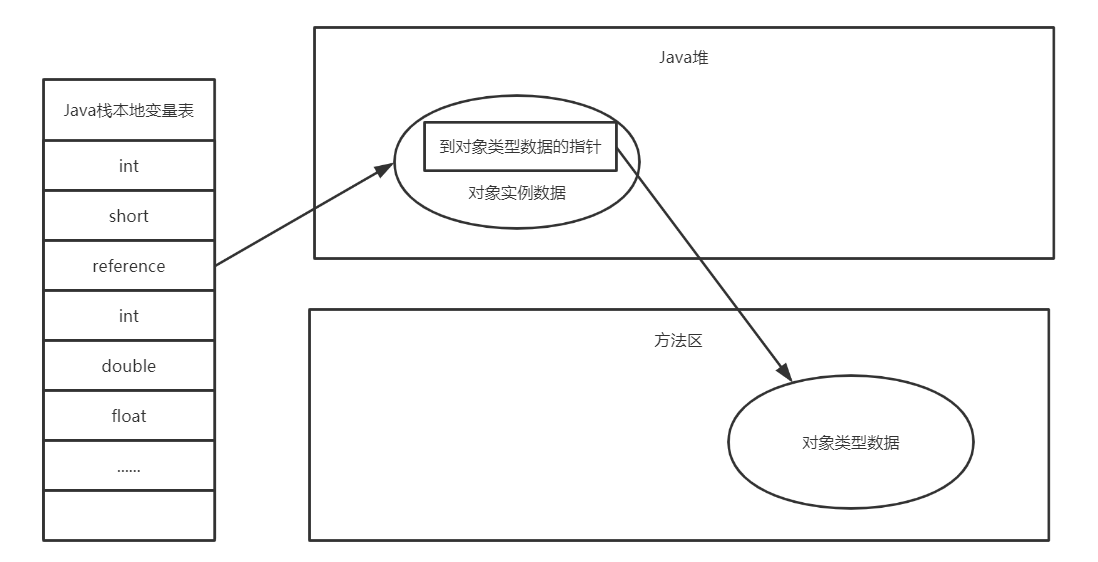 Java栈本地变量表
int
short
reference
int
double
float
......
Java堆
到对象类型数据的指针
对象实例数据
方法区
对象类型数据